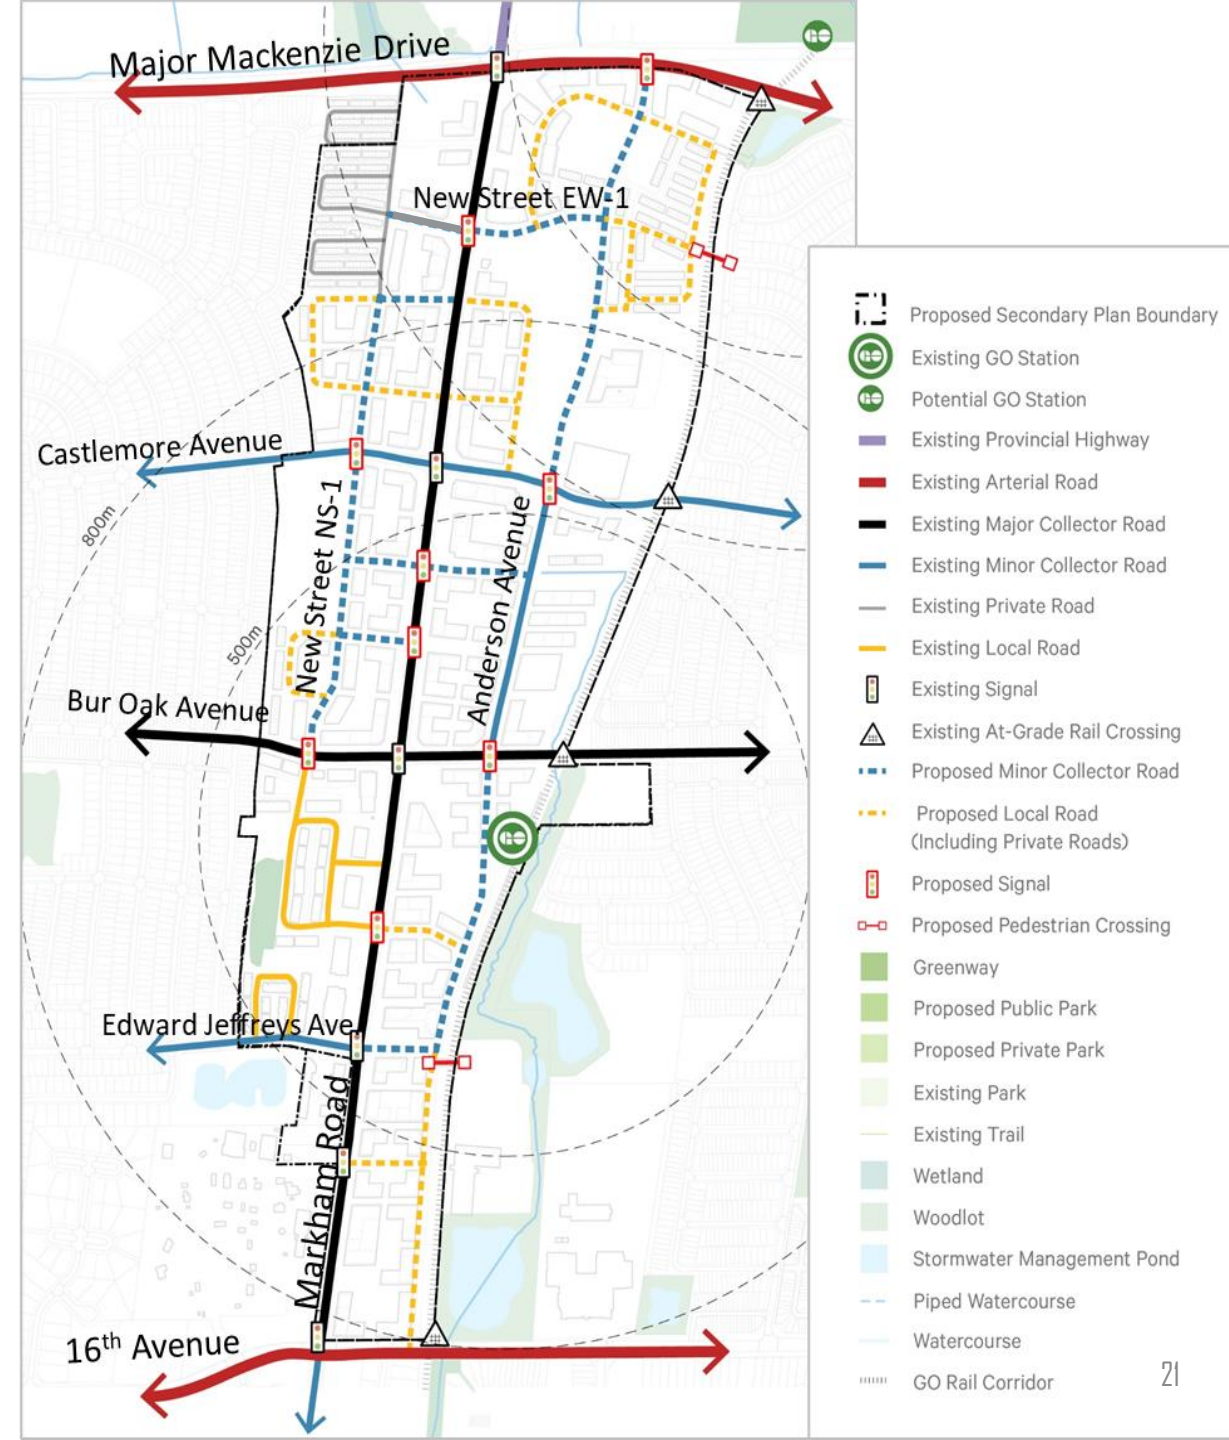 Major Mackenzie Drive
New Street EW-1
Castlemore Avenue
800m
New Street NS-1
Anderson Avenue
500m
Bur Oak Avenue
Edward Jeffreys Ave
Markham Road
16th Avenue
Proposed Secondary Plan Boundary
Existing GO Station
Potential GO Station
Existing Provincial Highway
Existing Arterial Road
Existing Major Collector Road
Existing Minor Collector Road
Existing Private Road
Existing Local Road
Existing Signal
Existing At-Grade Rail Crossing
Proposed Minor Collector Road
Proposed Local Road
(Including Private Roads)
Proposed Signal
Proposed Pedestrian Crossing
Greenway
Proposed Public Park
Proposed Private Park
Existing Park
Existing Trail
Wetland
Woodlot
Stormwater Management Pond
Piped Watercourse
Watercourse
GO Rail Corridor
21